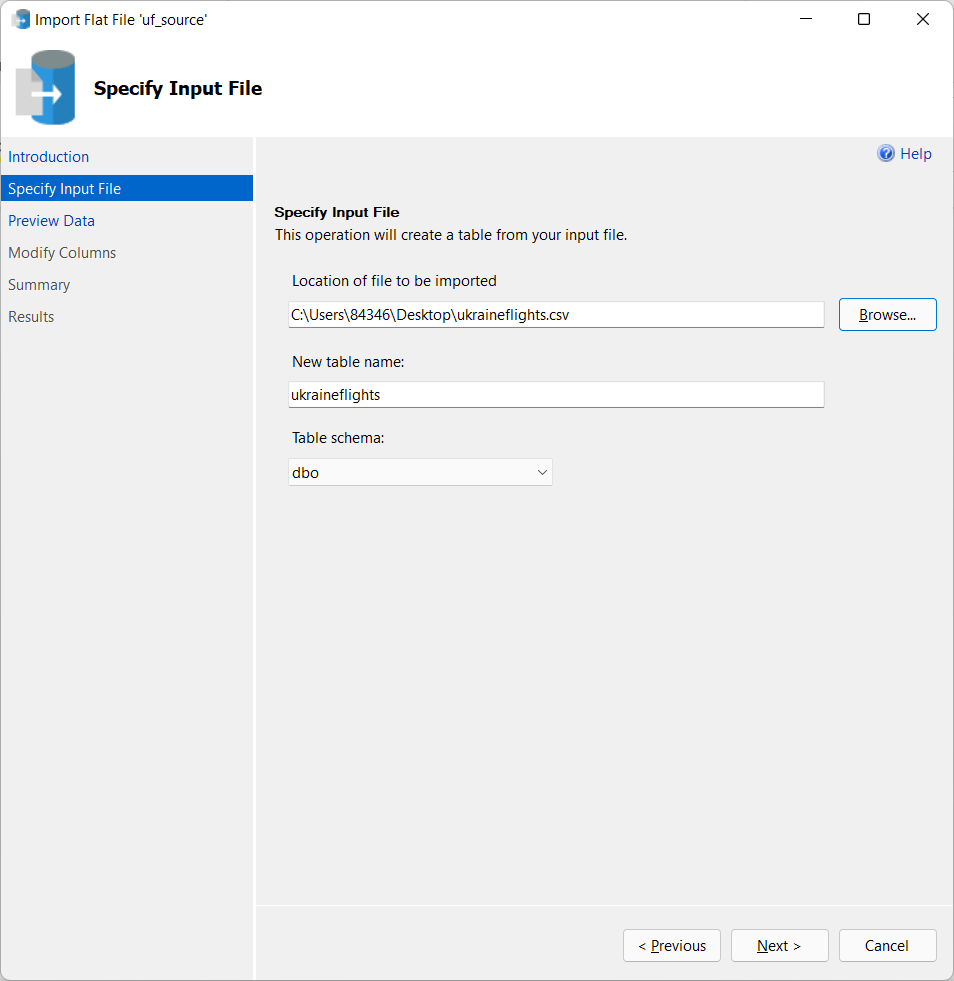 Import Flat File 'uf_source'
Specify Input File
Introduction
Specify Input File
Preview Data
Modify Columns
Summary
Results
Help
Specify Input File
This operation will create a table from your input file.
Location of file to be imported
C:\Users\84346\Desktop\ukraineflights.csv
Browse...
New table name:
ukraineflights
Table schema:
dbo
< Previous
Next >
Cancel